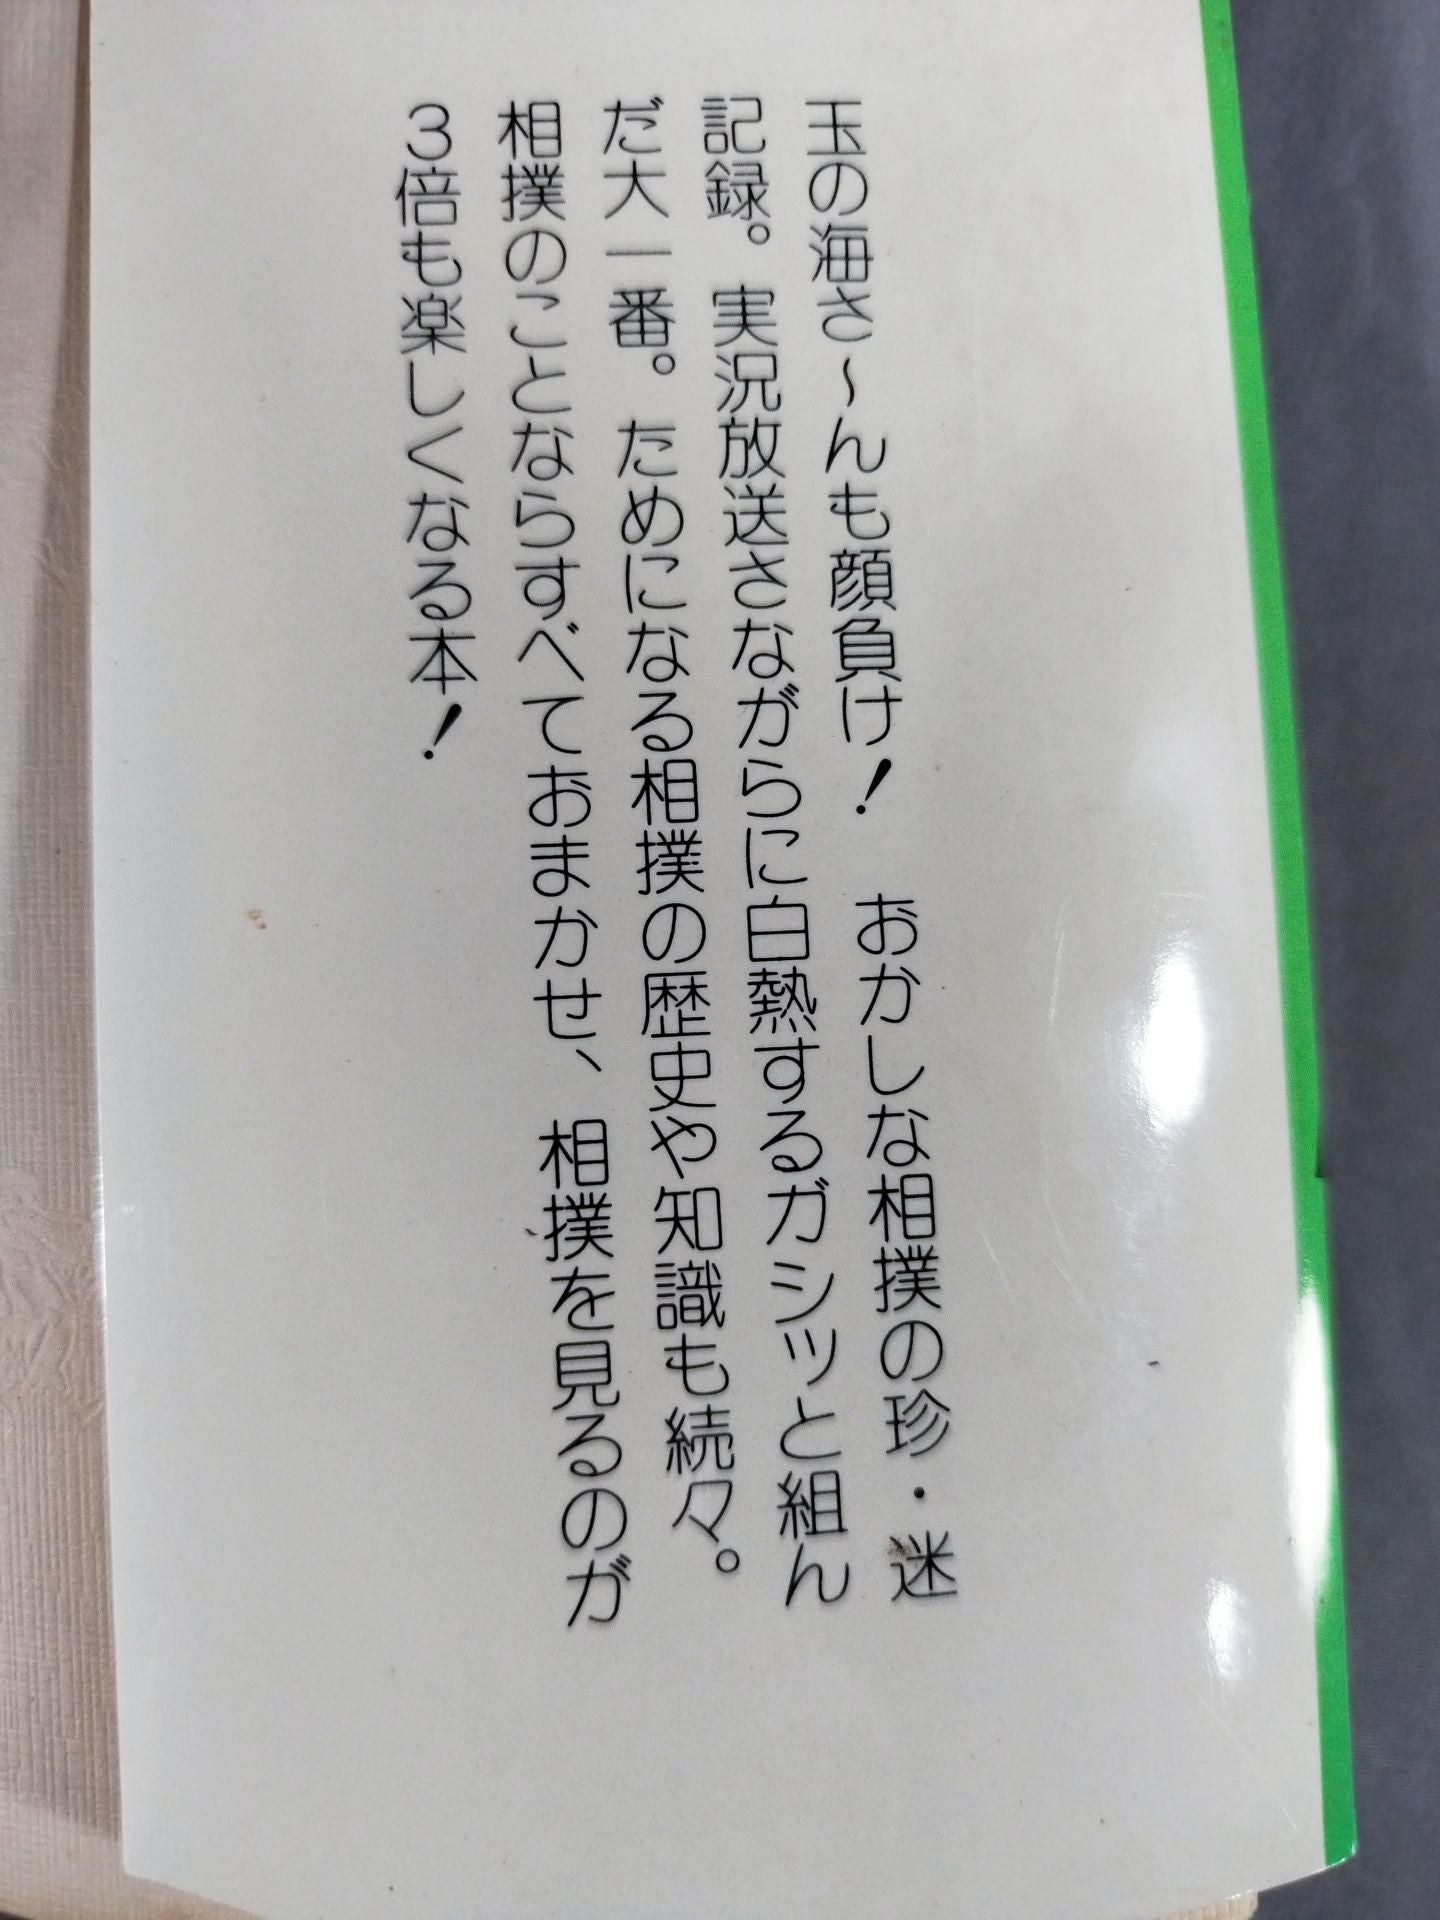 玉の海さ～んも顔負け！　おかしな相撲の珍・迷
記録。実況放送さながらに白熱するガシッと組ん
だ大一番。ためになる相撲の歴史や知識も続々。
相撲のことならすべておまかせ、相撲を見るのが
３倍も楽しくなる本！